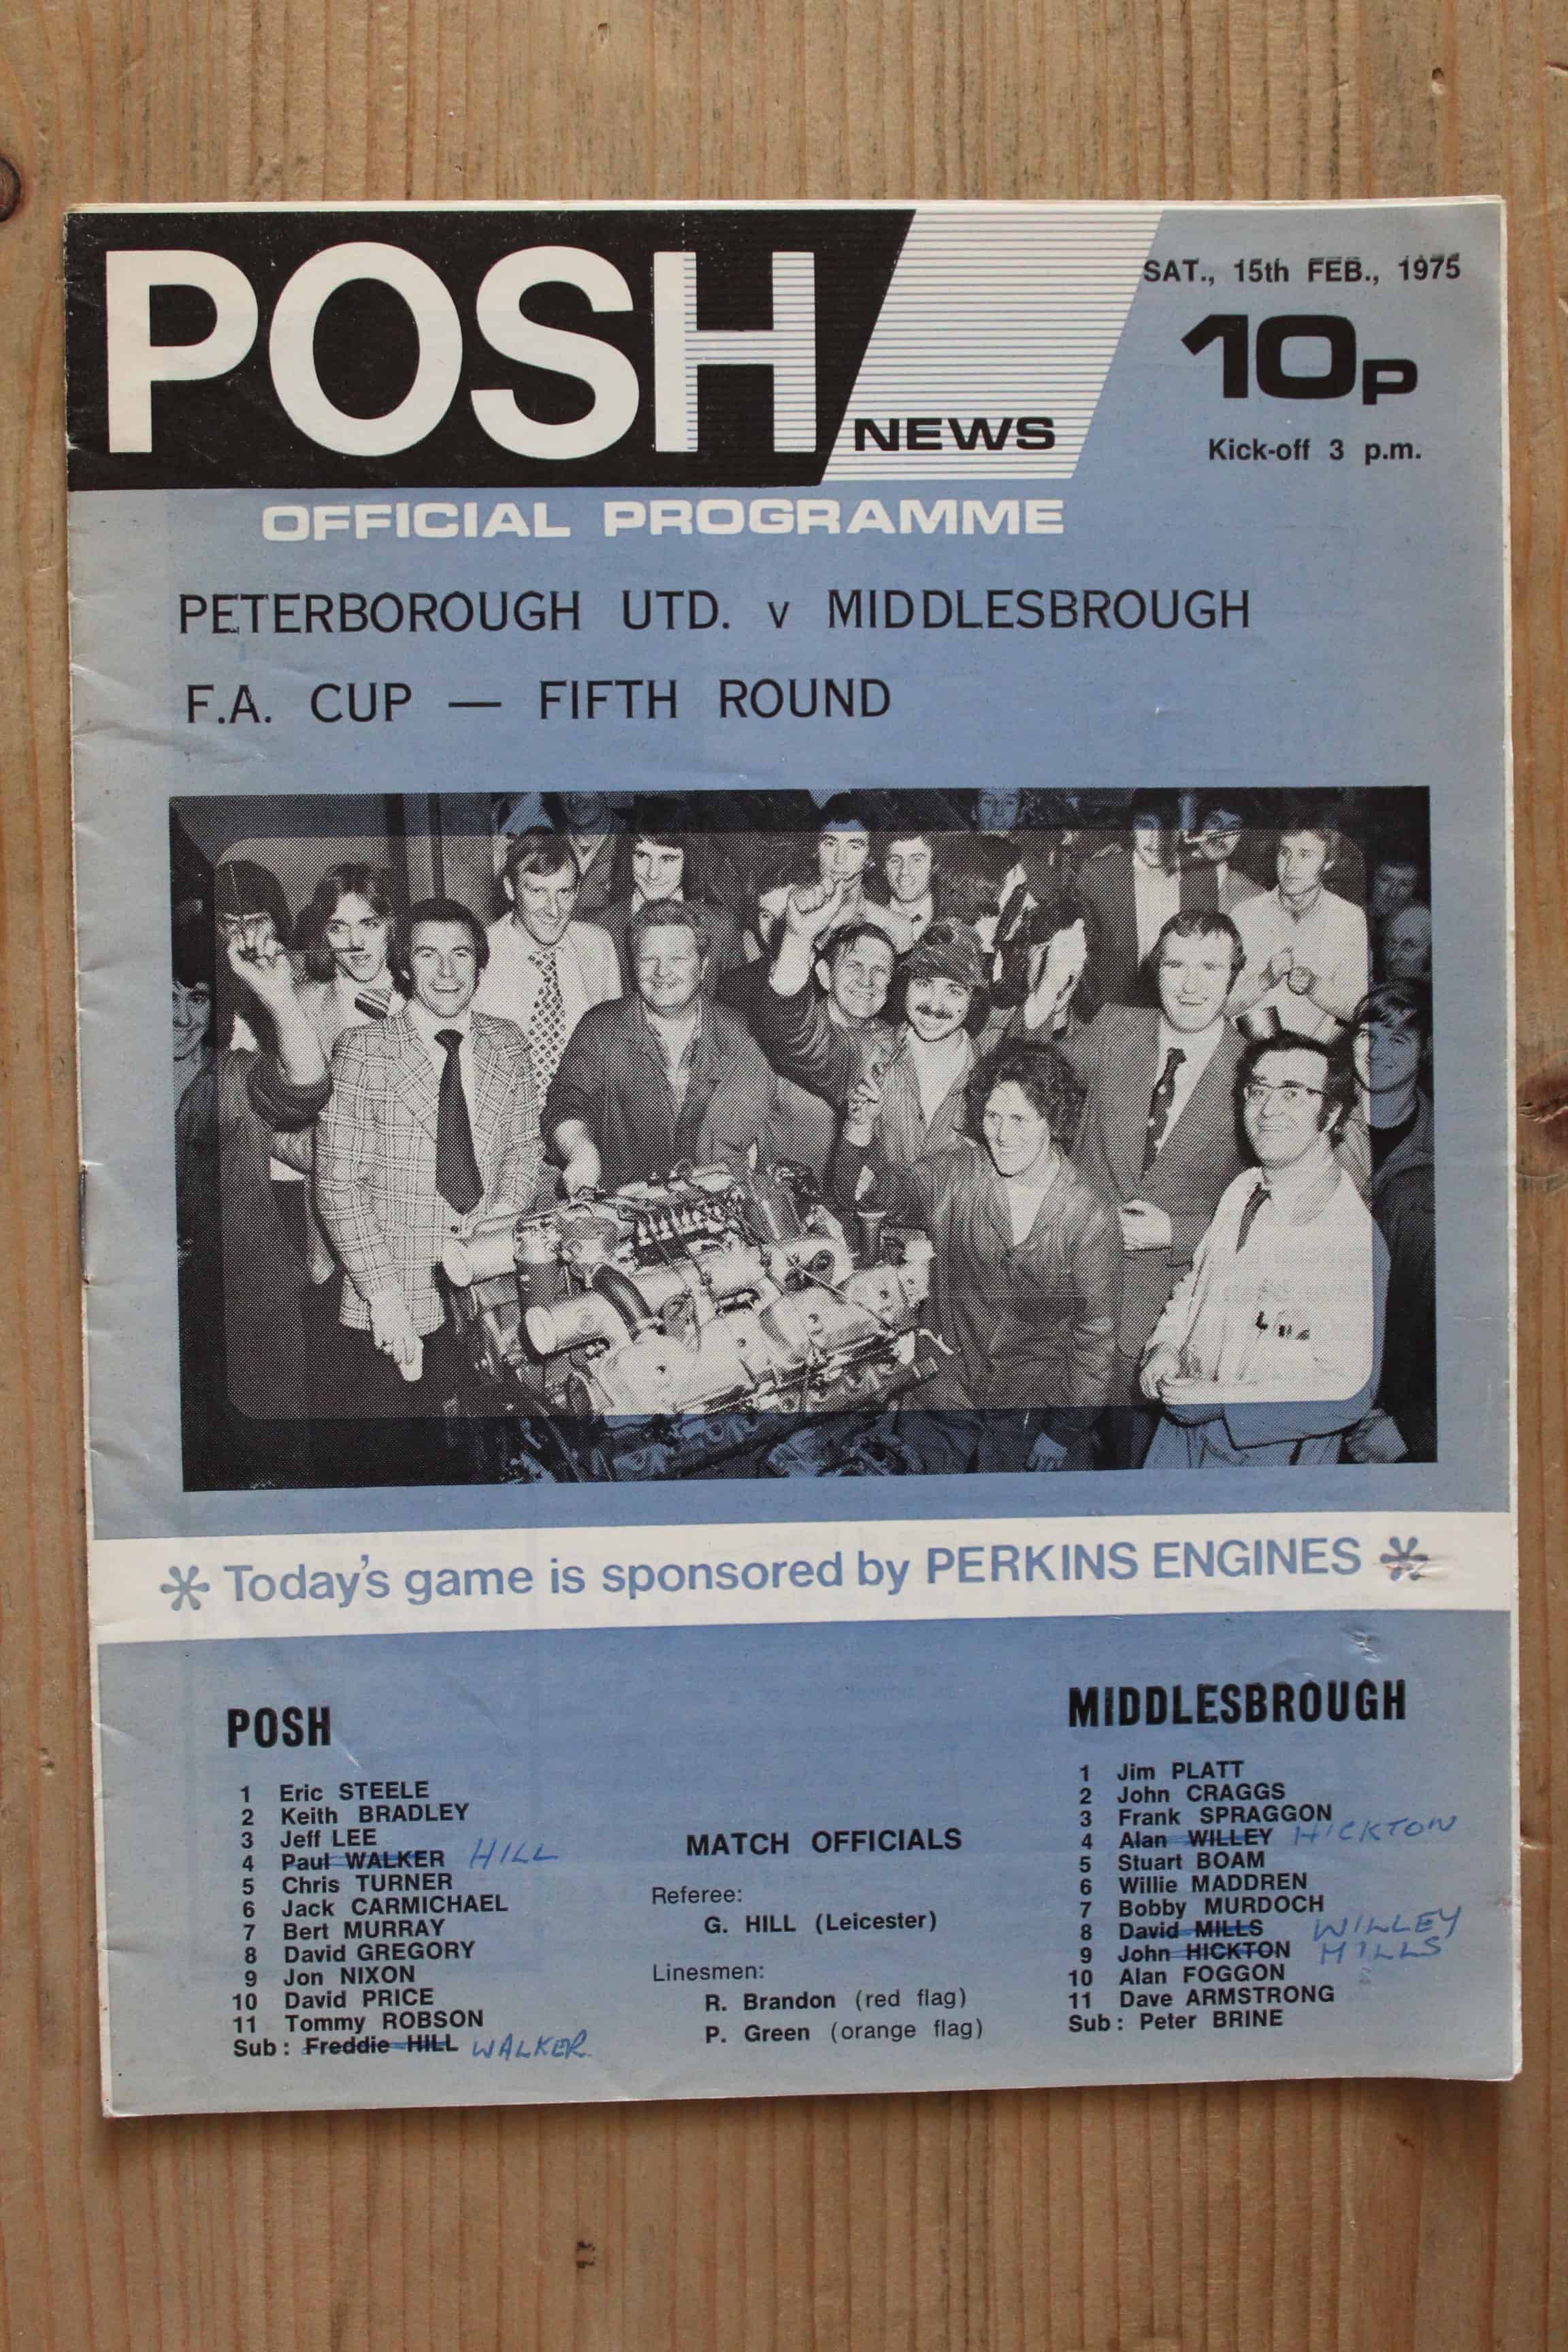 POSH
NEWS
SAT., 15th FEB., 1975
10p
Kick-off 3 p.m.
OFFICIAL PROGRAMME
PETERBOROUGH UTD. v MIDDLESBROUGH
F.A. CUP — FIFTH ROUND
* Today's game is sponsored by PERKINS ENGINES *
POSH
1 Eric STEELE
2 Keith BRADLEY
3 Jeff LEE
4 Paul WALKER HILL
5 Chris TURNER
6 Jack CARMICHAEL
7 Bert MURRAY
8 David GREGORY
9 Jon NIXON
10 David PRICE
11 Tommy ROBSON
Sub: Freddie HILL WALKER
MATCH OFFICIALS
Referee:
G. HILL (Leicester)
Linesmen:
R. Brandon (red flag)
P. Green (orange flag)
MIDDLESBROUGH
1 Jim PLATT
2 John CRAGGS
3 Frank SPRAGGON
4 Alan WILLEY HICKTON
5 Stuart BOAM
6 Willie MADDREN
7 Bobby MURDOCH
8 David MILLS WILLEY
9 John HICKTON MILLS
10 Alan FOGGON
11 Dave ARMSTRONG
Sub: Peter BRINE